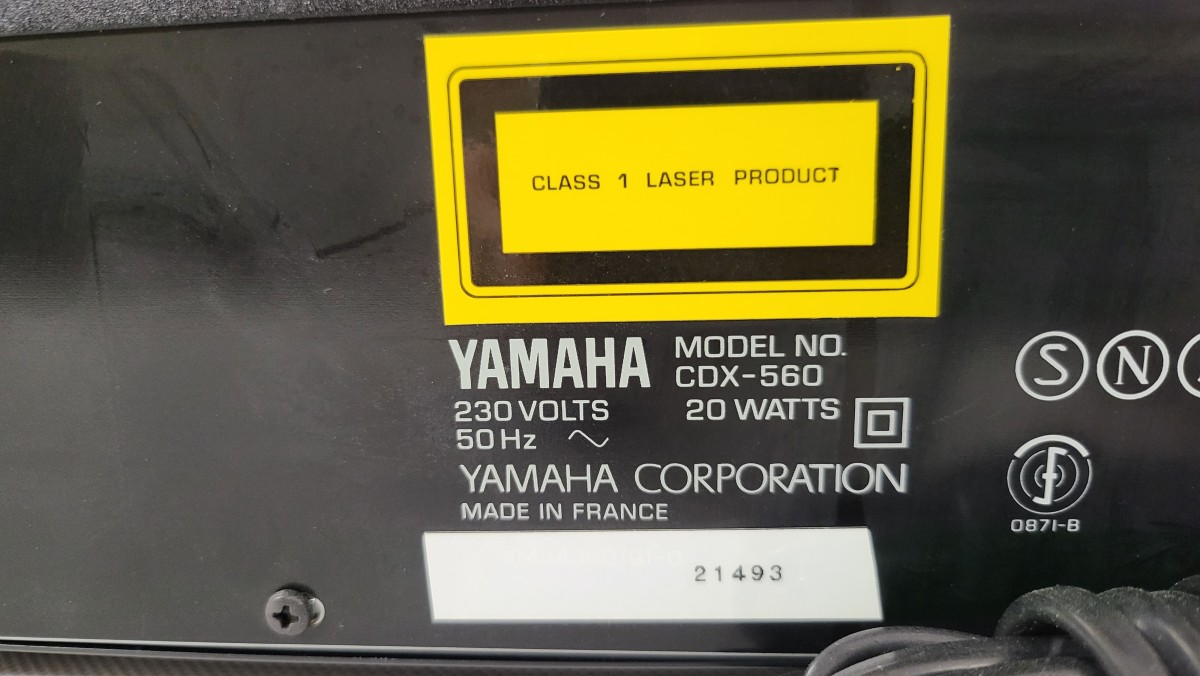 CLASS 1 LASER PRODUCT
YAMAHA
MODEL NO.
CDX-560
230 VOLTS 20 WATTS
50 Hz
YAMAHA CORPORATION
MADE IN FRANCE
21493
S N
0871-B